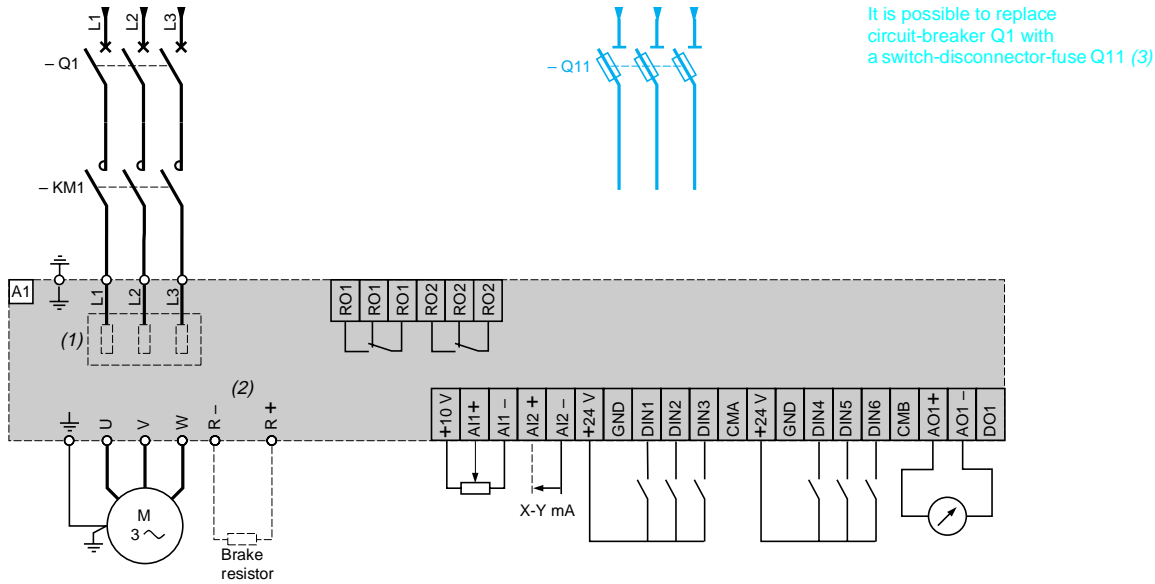 L1 L2 L3
It is possible to replace
circuit-breaker Q1 with
a switch-disconnector-fuse Q11 (3)
– Q1
– Q11
– KM1
A1
L1 L2 L3
RO1 RO1 RO1 RO2 RO2 RO2
(1)
(2)
U V W R – R +
+10 V AI1+ AI1 – AI2 + AI2 – +24 V GND DIN1 DIN2 DIN3 CMA +24 V GND DIN4 DIN5 DIN6 CMB AO1+ AO1 – DO1
X-Y mA
M
3
Brake
resistor